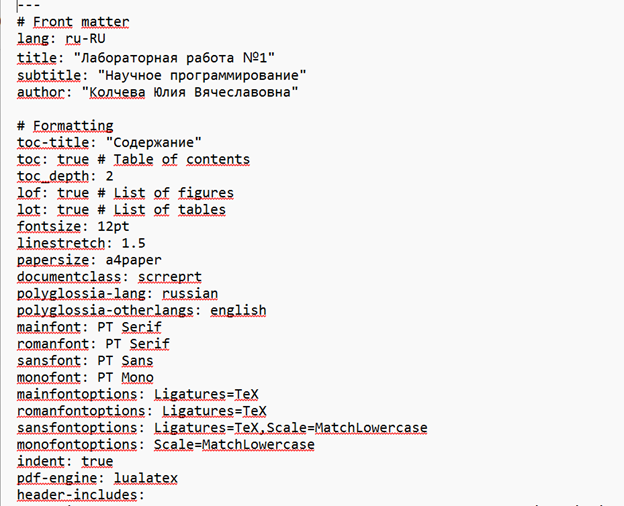 ---
# Front matter
lang: ru-RU
title: "Лабораторная работа №1"
subtitle: "Научное программирование"
author: "Колчева Юлия Вячеславовна"
# Formatting
toc-title: "Содержание"
toc: true # Table of contents
toc_depth: 2
lof: true # List of figures
lot: true # List of tables
fontsize: 12pt
linestretch: 1.5
papersize: a4paper
documentclass: scrreprt
polyglossia-lang: russian
polyglossia-otherlangs: english
mainfont: PT Serif
romanfont: PT Serif
sansfont: PT Sans
monofont: PT Mono
mainfontoptions: Ligatures=TeX
romanfontoptions: Ligatures=TeX
sansfontoptions: Ligatures=TeX,Scale=MatchLowercase
monofontoptions: Scale=MatchLowercase
indent: true
pdf-engine: lualatex
header-includes: